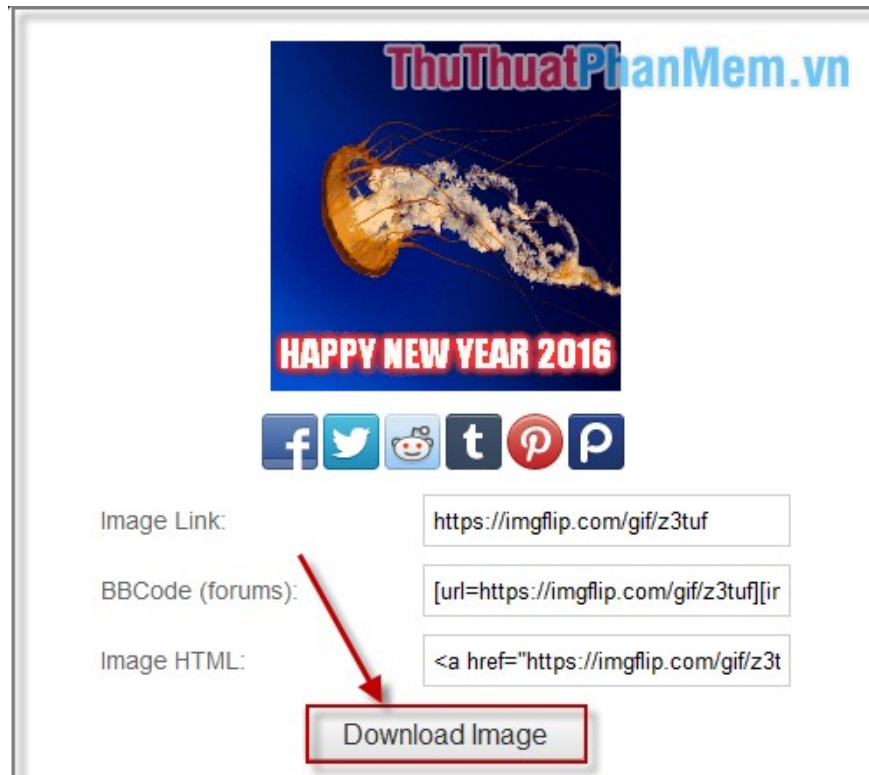 ThuThuatPhanMem.vn
HAPPY NEW YEAR 2016
Image Link: https://imgflip.com/gif/z3tuf
BBCode (forums): [url=https://imgflip.com/gif/z3tuf][ir
Image HTML: <a href="https://imgflip.com/gif/z3t
Download Image